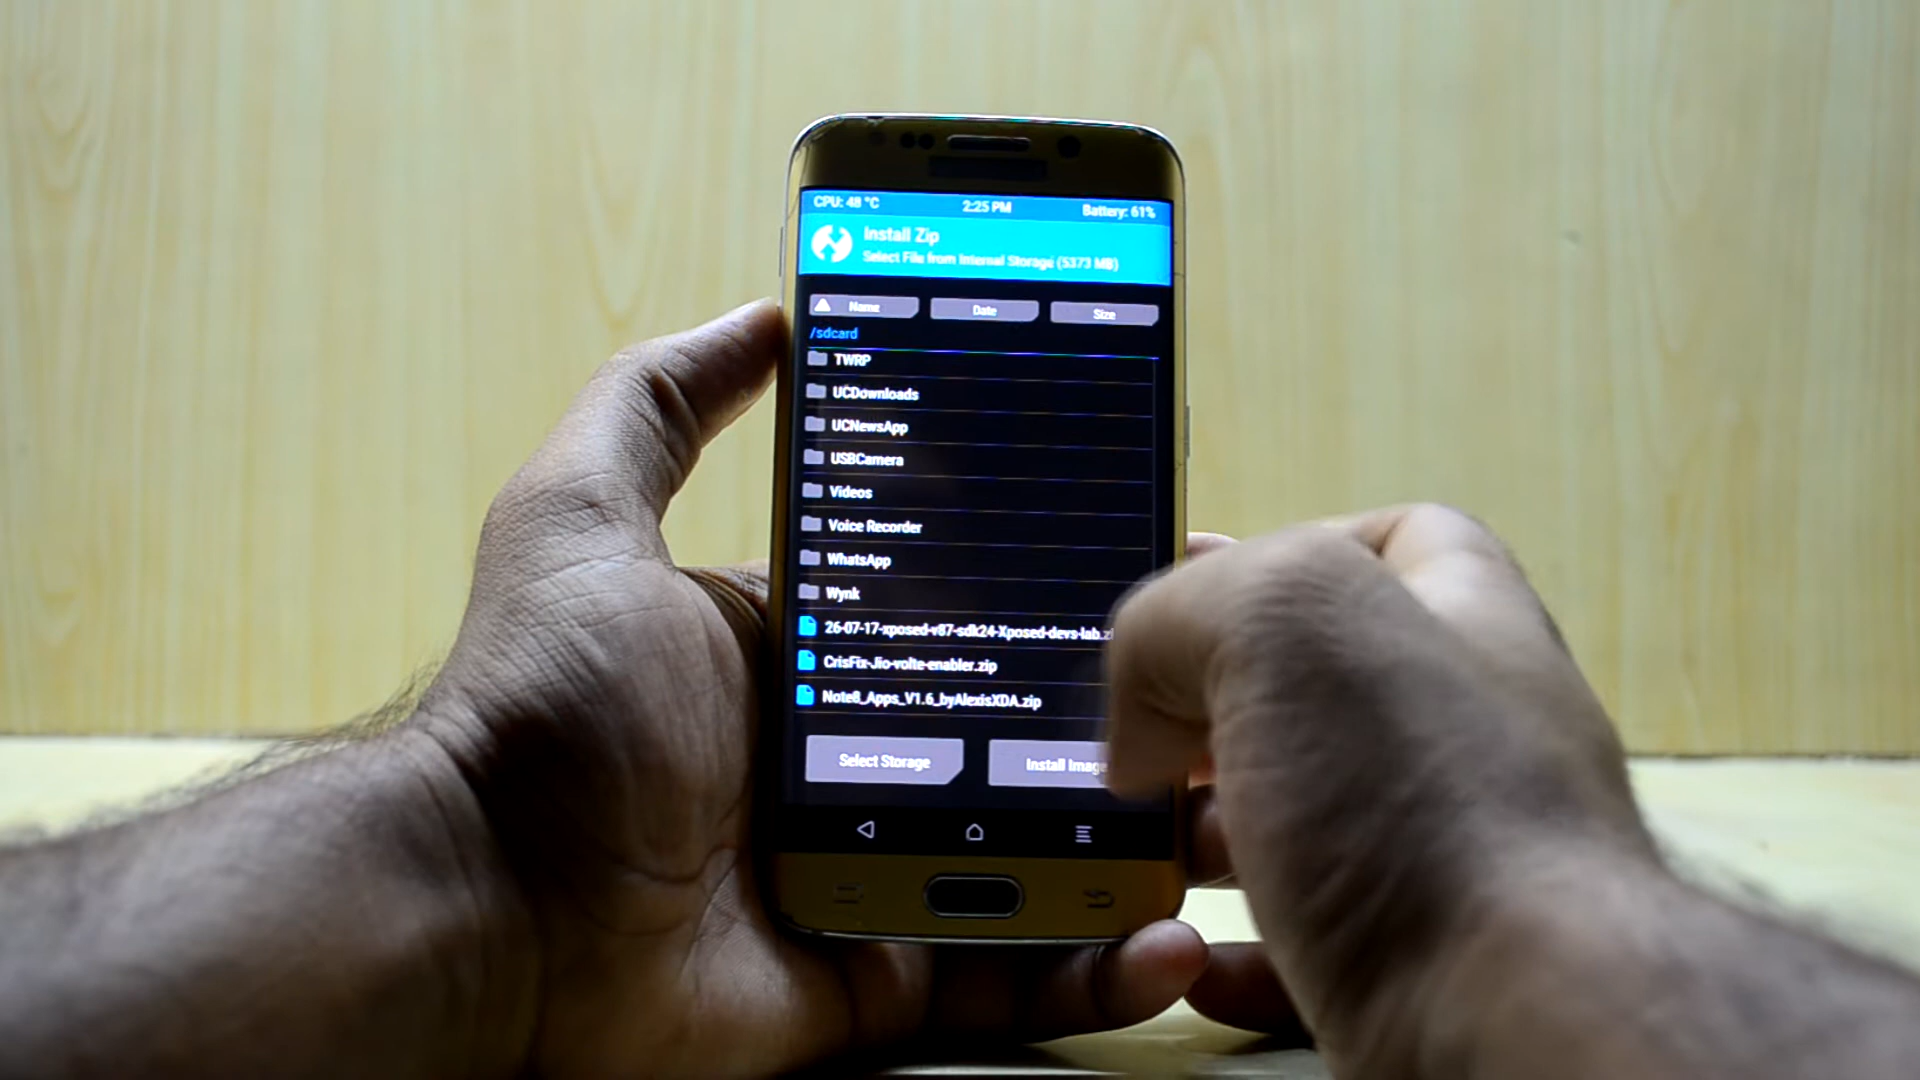 CPU: 48 °C 2:25 PM Battery: 61%
Install Zip
Select File from Internal Storage (5373 MB)
Name Date Size
/sdcard
TWRP
UCDownloads
UCNewsApp
USBCamera
Videos
Voice Recorder
WhatsApp
Wynk
26-07-17-xposed-v87-sdk24-Xposed-devs-lab.zi
CrisFix-Jio-volte-enabler.zip
Note8_Apps_V1.6_byAlexisXDA.zip
Select Storage Install Image